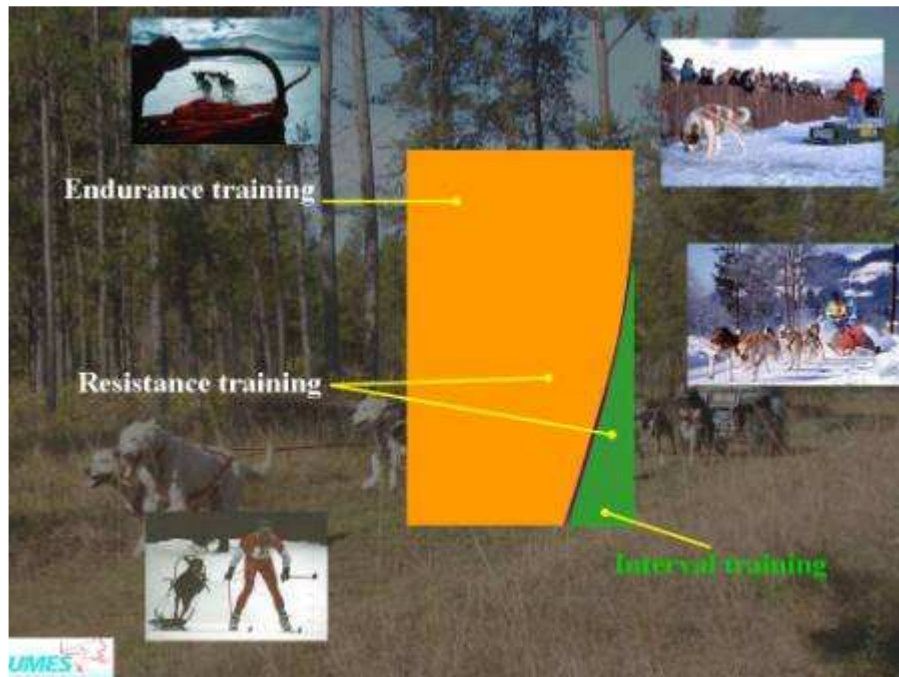 Endurance training
Resistance training
Interval training
UMES